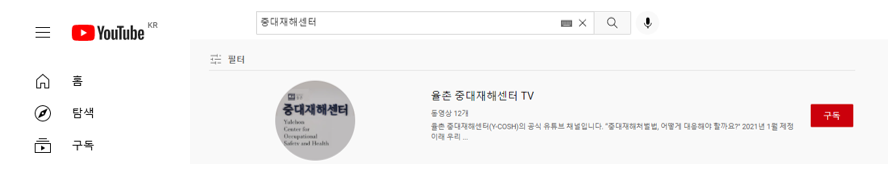 YouTube KR
중대재해센터
홈
탐색
구독
필터
중대재해센터
Yulchon
Center for
Occupational
Safety and Health
율촌 중대재해센터 TV
동영상 12개
율촌 중대재해센터(Y-COSH)의 공식 유튜브 채널입니다. "중대재해처벌법, 어떻게 대응해야 할까요?" 2021년 1월 제정
이래 우리 ...
구독